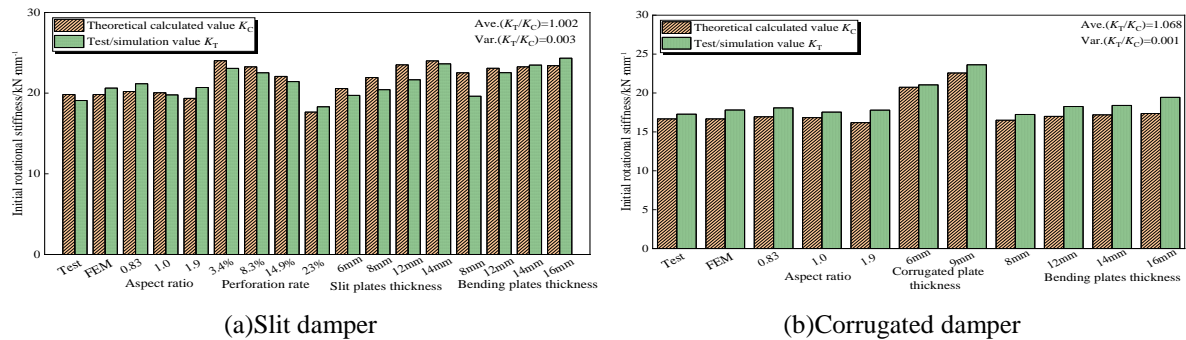 Theoretical calculated value KC
Test/simulation value KT
Ave.(KT/KC)=1.002
Var.(KT/KC)=0.003
Initial rotational stiffness/kN·mm-1
30
20
10
0
Test
FEM
0.83
1.0
1.9
3.4%
8.3%
14.9%
23%
6mm
8mm
12mm
14mm
8mm
12mm
14mm
16mm
Aspect ratio
Perforation rate
Slit plates thickness
Bending plates thickness
(a)Slit damper
Theoretical calculated value KC
Test/simulation value KT
Ave.(KT/KC)=1.068
Var.(KT/KC)=0.001
Initial rotational stiffness/kN·mm-1
30
25
20
15
10
5
0
Test
FEM
0.83
1.0
1.9
6mm
9mm
8mm
12mm
14mm
16mm
Aspect ratio
Corrugated plate
thickness
Bending plates thickness
(b)Corrugated damper